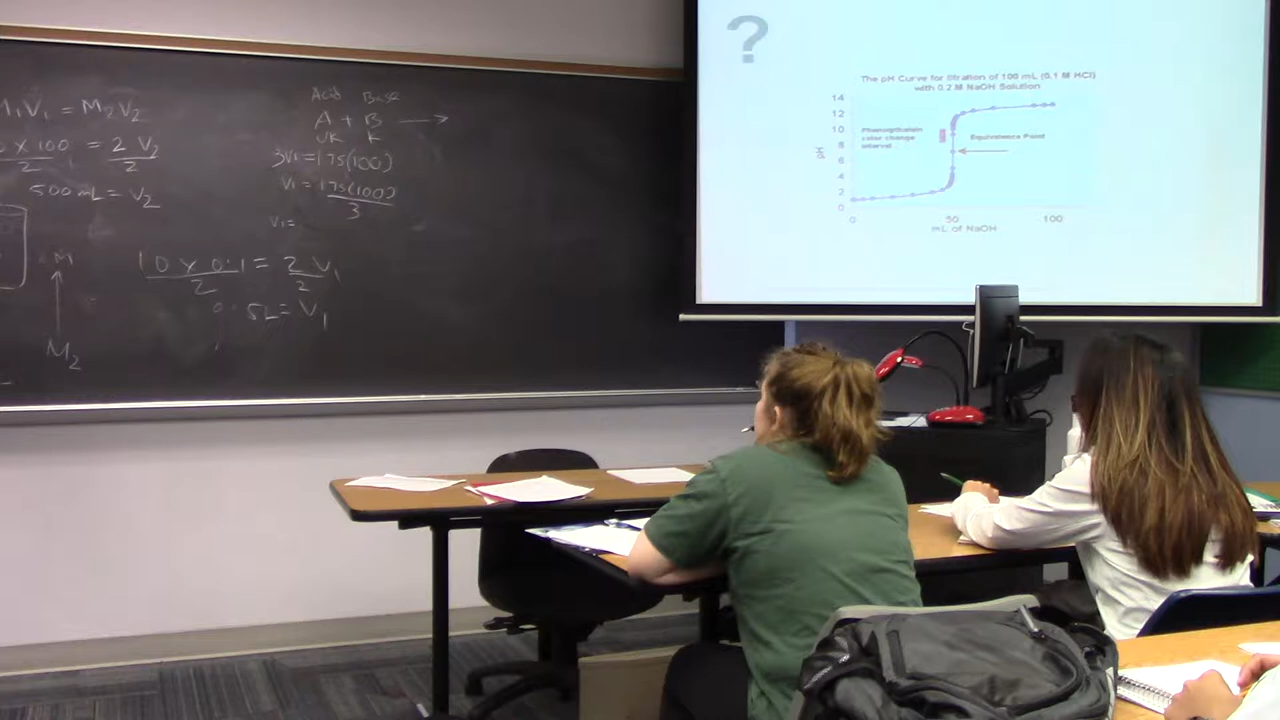 M₁V₁ = M₂V₂
0 x 100 = 2 V₂
2 2
500 mL = V₂
M
M₂
Acid Base
A + B →
UK K
3V₁ = 1.75(100)
V₁ = 1.75(100)
3
V₁ =
10 x 0.1 = 2 V₁
2 2
0.5L = V₁
?
The pH Curve for titration of 100 mL (0.1 M HCl)
with 0.2 M NaOH Solution
14
12
10
8
6
4
2
0
pH
Phenolphthalein
color change
interval
Equivalence Point
0 50 100
mL of NaOH